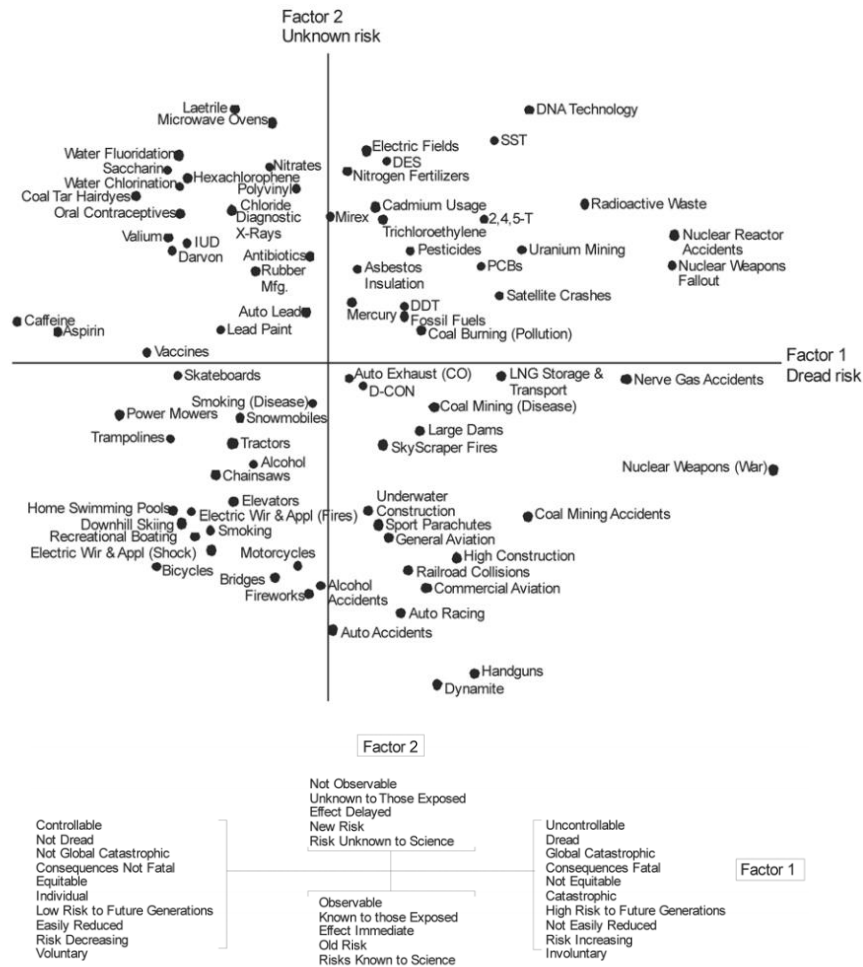 Factor 2
Unknown risk
Laetrile
Microwave Ovens
DNA Technology
SST
Electric Fields
DES
Nitrogen Fertilizers
Water Fluoridation
Saccharin
Water Chlorination
Hexachlorophene
Nitrates
Coal Tar Hairdyes
Polyvinyl
Chloride
Oral Contraceptives
Diagnostic
X-Rays
Mirex
Cadmium Usage
Trichloroethylene
2,4,5-T
Radioactive Waste
Valium
IUD
Darvon
Antibiotics
Rubber
Mfg.
Pesticides
Asbestos
Insulation
PCBs
Uranium Mining
Nuclear Reactor
Accidents
Nuclear Weapons
Fallout
Satellite Crashes
Auto Lead
Lead Paint
Mercury
DDT
Fossil Fuels
Coal Burning (Pollution)
Caffeine
Aspirin
Vaccines
Factor 1
Dread risk
Skateboards
Auto Exhaust (CO)
D-CON
LNG Storage &
Transport
Nerve Gas Accidents
Smoking (Disease)
Snowmobiles
Power Mowers
Coal Mining (Disease)
Trampolines
Tractors
Large Dams
SkyScraper Fires
Alcohol
Chainsaws
Nuclear Weapons (War)
Elevators
Home Swimming Pools
Electric Wir & Appl (Fires)
Downhill Skiing
Smoking
Recreational Boating
Electric Wir & Appl (Shock)
Underwater
Construction
Sport Parachutes
General Aviation
Coal Mining Accidents
High Construction
Motorcycles
Bicycles
Bridges
Railroad Collisions
Fireworks
Alcohol
Accidents
Commercial Aviation
Auto Racing
Auto Accidents
Handguns
Dynamite
Factor 2
Not Observable
Unknown to Those Exposed
Effect Delayed
New Risk
Risk Unknown to Science
Controllable
Not Dread
Not Global Catastrophic
Consequences Not Fatal
Equitable
Individual
Low Risk to Future Generations
Easily Reduced
Risk Decreasing
Voluntary
Uncontrollable
Dread
Global Catastrophic
Consequences Fatal
Not Equitable
Catastrophic
High Risk to Future Generations
Not Easily Reduced
Risk Increasing
Involuntary
Factor 1
Observable
Known to those Exposed
Effect Immediate
Old Risk
Risks Known to Science